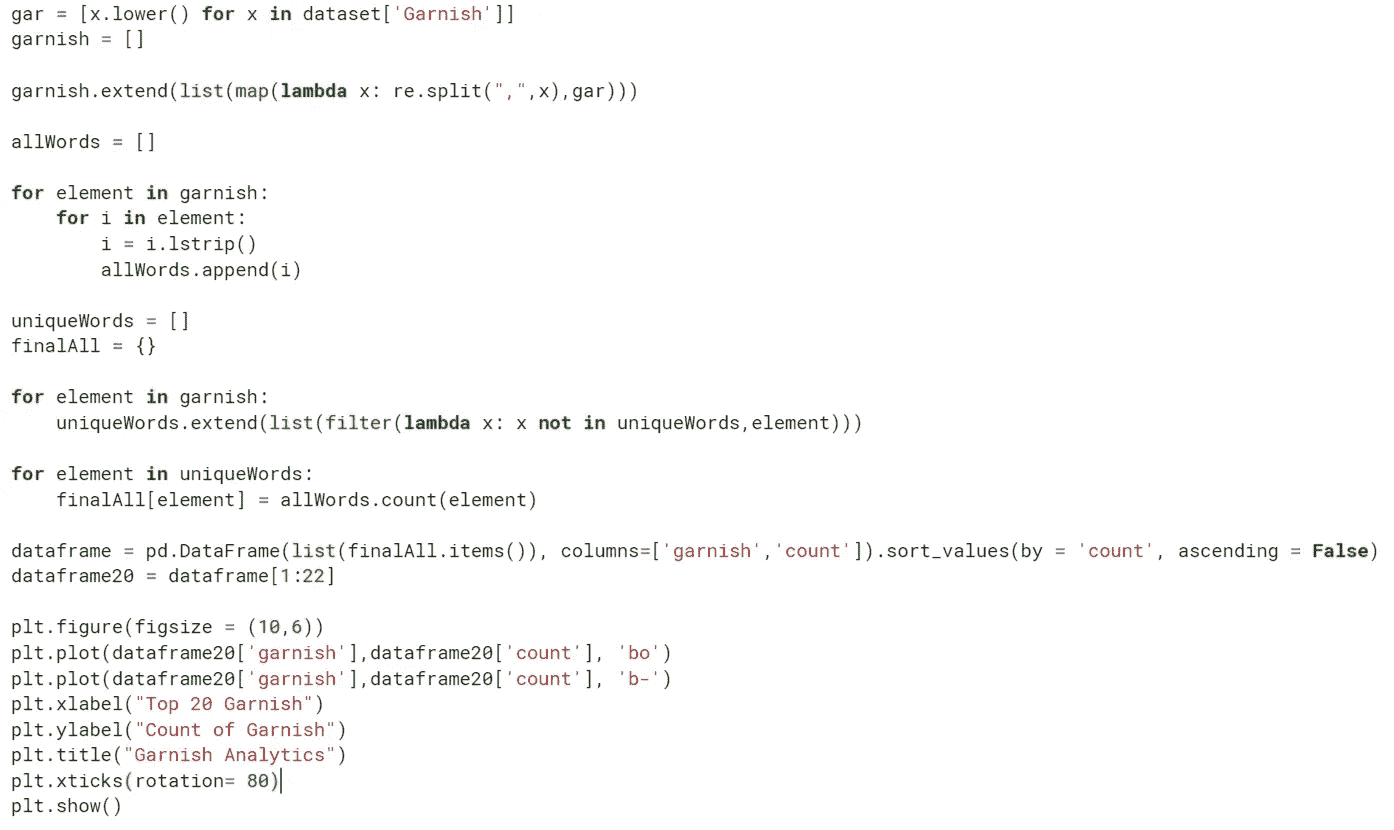 gar = [x.lower() for x in dataset['Garnish']]
garnish = []
garnish.extend(list(map(lambda x: re.split(",",x),gar)))
allWords = []
for element in garnish:
    for i in element:
        i = i.lstrip()
        allWords.append(i)
uniqueWords = []
finalAll = {}
for element in garnish:
    uniqueWords.extend(list(filter(lambda x: x not in uniqueWords,element)))
for element in uniqueWords:
    finalAll[element] = allWords.count(element)
dataframe = pd.DataFrame(list(finalAll.items()), columns=['garnish','count']).sort_values(by = 'count', ascending = False)
dataframe20 = dataframe[1:22]
plt.figure(figsize = (10,6))
plt.plot(dataframe20['garnish'],dataframe20['count'], 'bo')
plt.plot(dataframe20['garnish'],dataframe20['count'], 'b-')
plt.xlabel("Top 20 Garnish")
plt.ylabel("Count of Garnish")
plt.title("Garnish Analytics")
plt.xticks(rotation= 80)
plt.show()